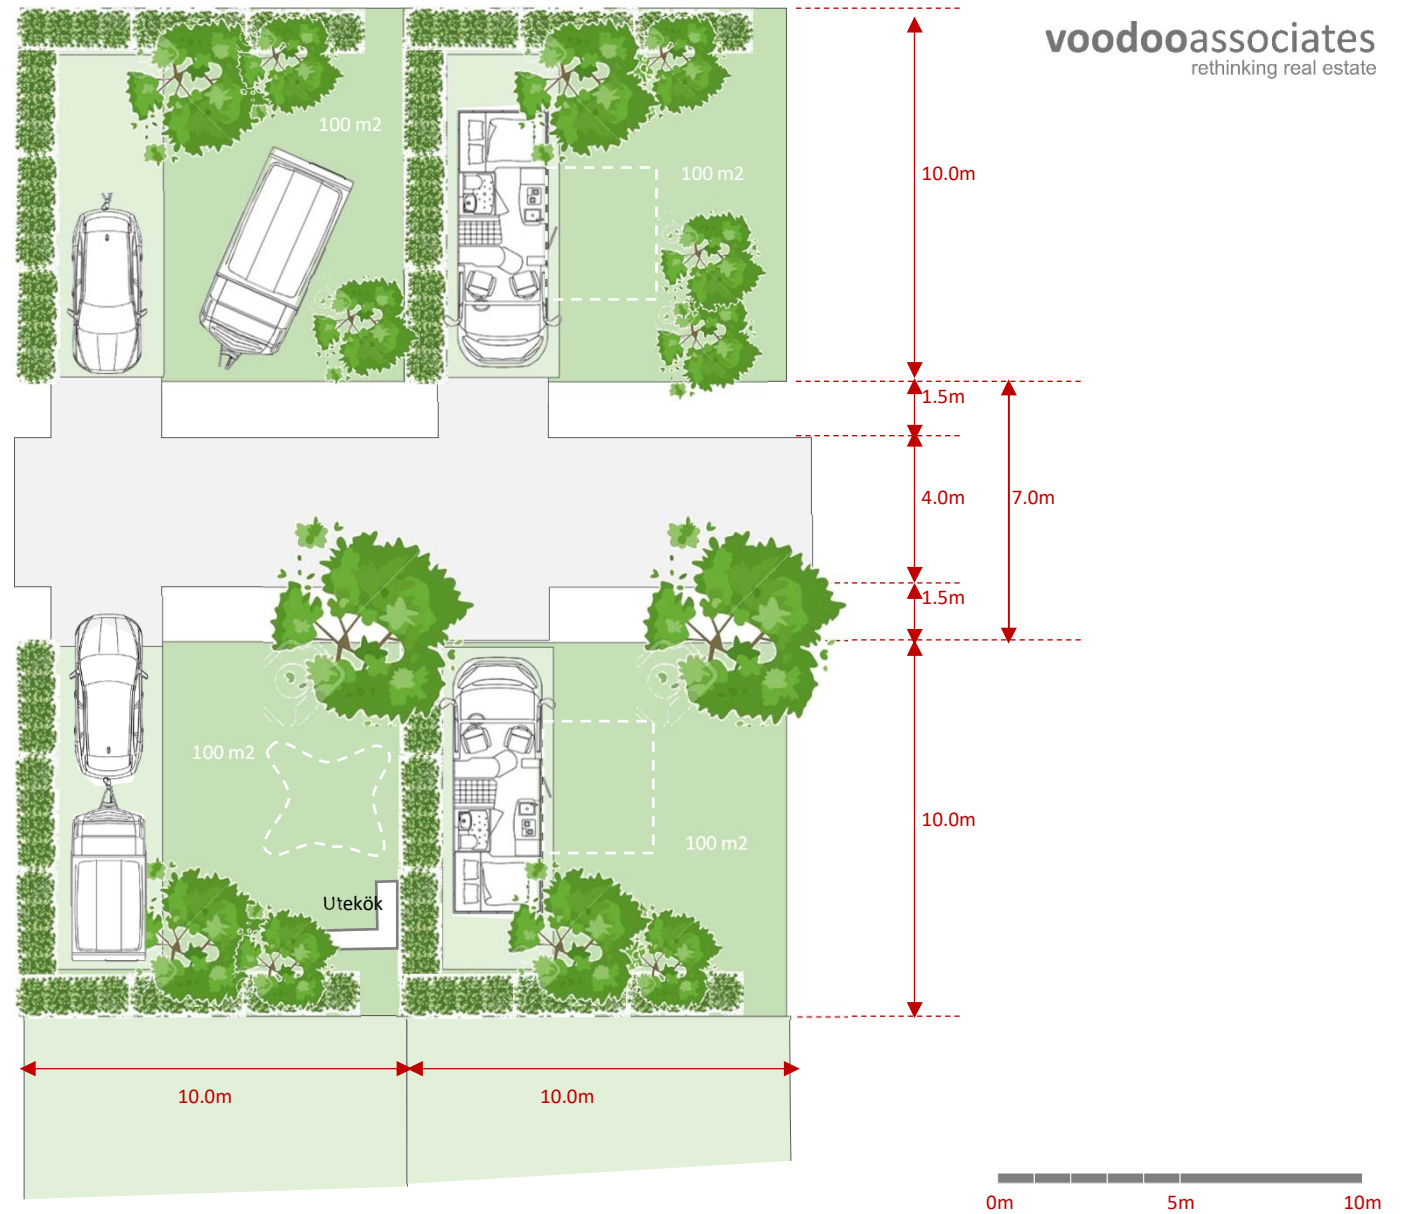 voodooassociates
rethinking real estate
100 m2
100 m2
10.0m
1.5m
4.0m
7.0m
1.5m
100 m2
10.0m
100 m2
Utekök
10.0m
10.0m
0m
5m
10m